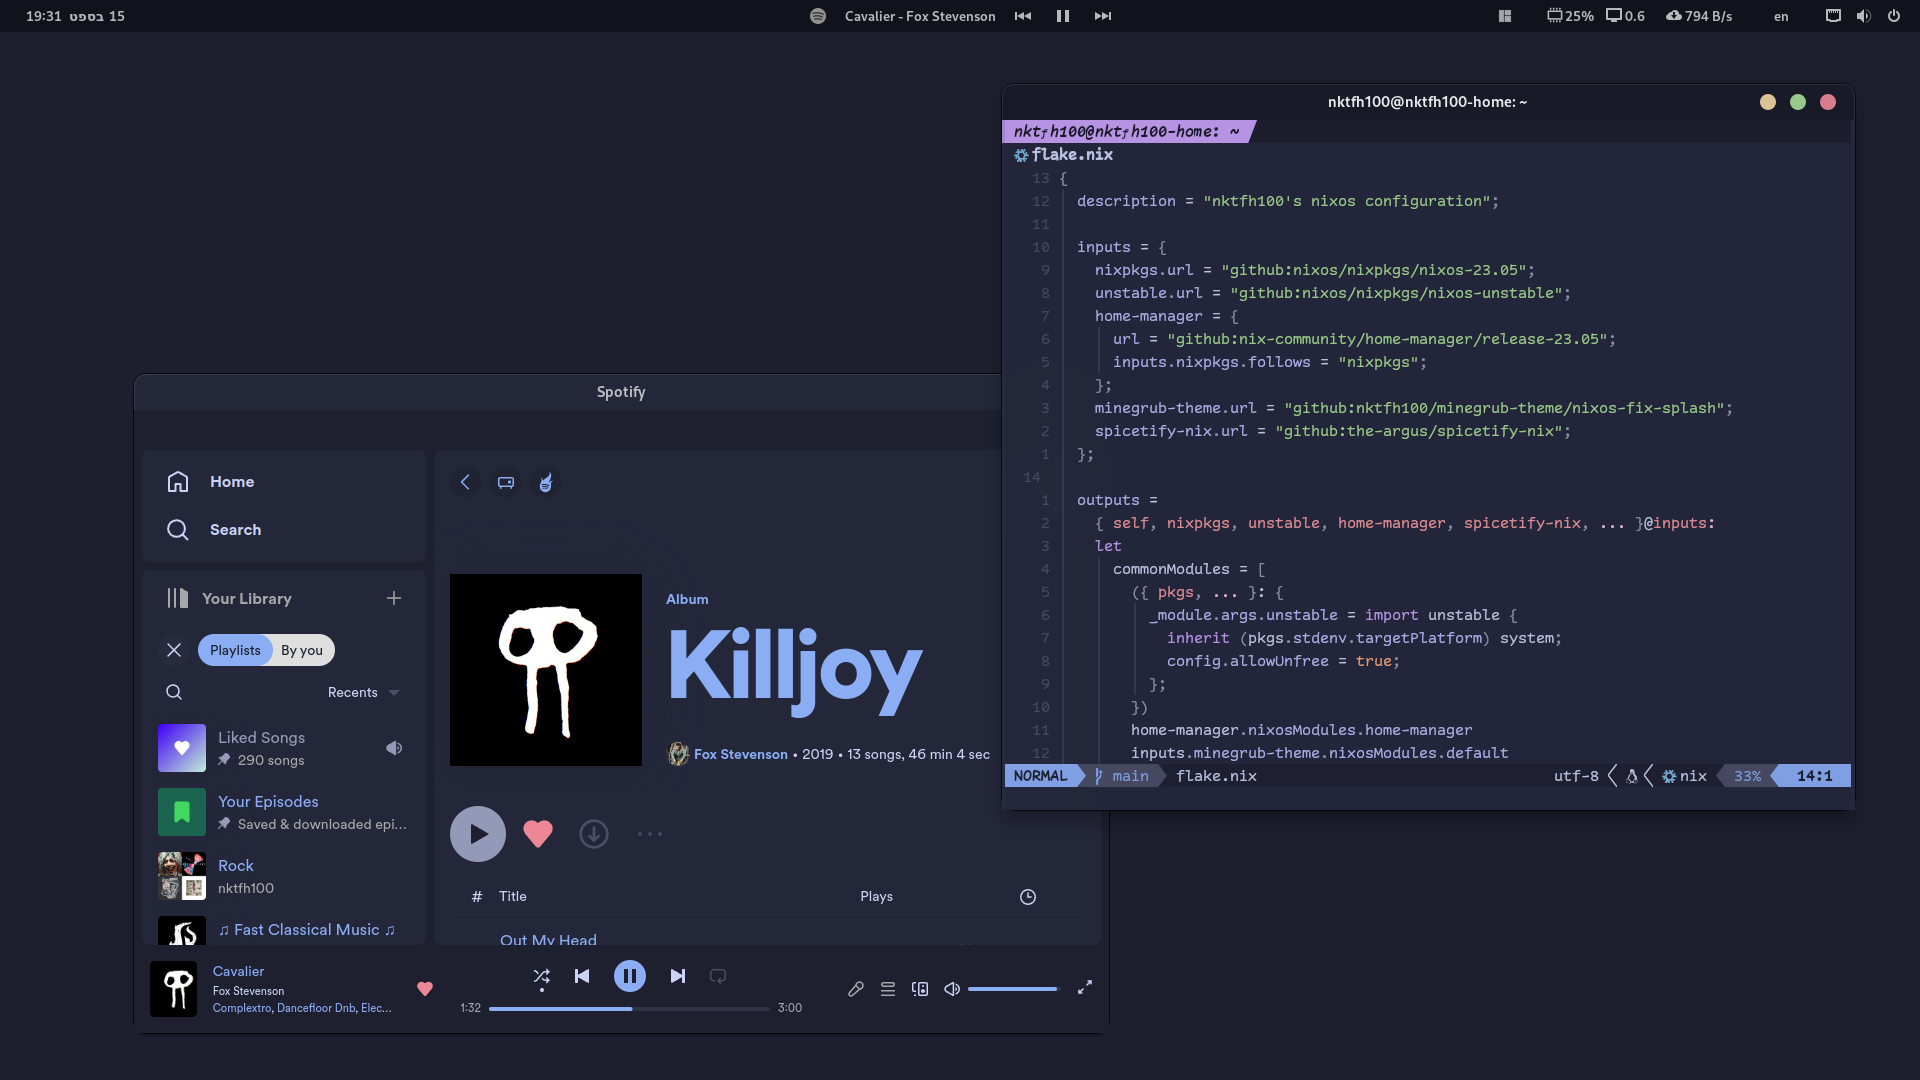 19:31 15 בספט
Cavalier - Fox Stevenson
25% 0.6 794 B/s en
nktfh100@nktfh100-home: ~
nktfh100@nktfh100-home: ~
flake.nix
13 {
12 description = "nktfh100's nixos configuration";
11
10 inputs = {
9 nixpkgs.url = "github:nixos/nixpkgs/nixos-23.05";
8 unstable.url = "github:nixos/nixpkgs/nixos-unstable";
7 home-manager = {
6 url = "github:nix-community/home-manager/release-23.05";
5 inputs.nixpkgs.follows = "nixpkgs";
4 };
3 minegrub-theme.url = "github:nktfh100/minegrub-theme/nixos-fix-splash";
2 spicetify-nix.url = "github:the-argus/spicetify-nix";
1 };
14
1 outputs =
2 { self, nixpkgs, unstable, home-manager, spicetify-nix, ... }@inputs:
3 let
4 commonModules = [
5 ({ pkgs, ... }: {
6 _module.args.unstable = import unstable {
7 inherit (pkgs.stdenv.targetPlatform) system;
8 config.allowUnfree = true;
9 };
10 })
11 home-manager.nixosModules.home-manager
12 inputs.minegrub-theme.nixosModules.default
NORMAL main flake.nix utf-8 nix 33% 14:1
Spotify
Home
Search
Your Library
Playlists By you
Recents
Liked Songs
290 songs
Your Episodes
Saved & downloaded epi...
Rock
nktfh100
♫ Fast Classical Music ♫
Album
Killjoy
Fox Stevenson • 2019 • 13 songs, 46 min 4 sec
# Title Plays
Out My Head
Cavalier
Fox Stevenson
Complextro, Dancefloor Dnb, Elec...
1:32 3:00